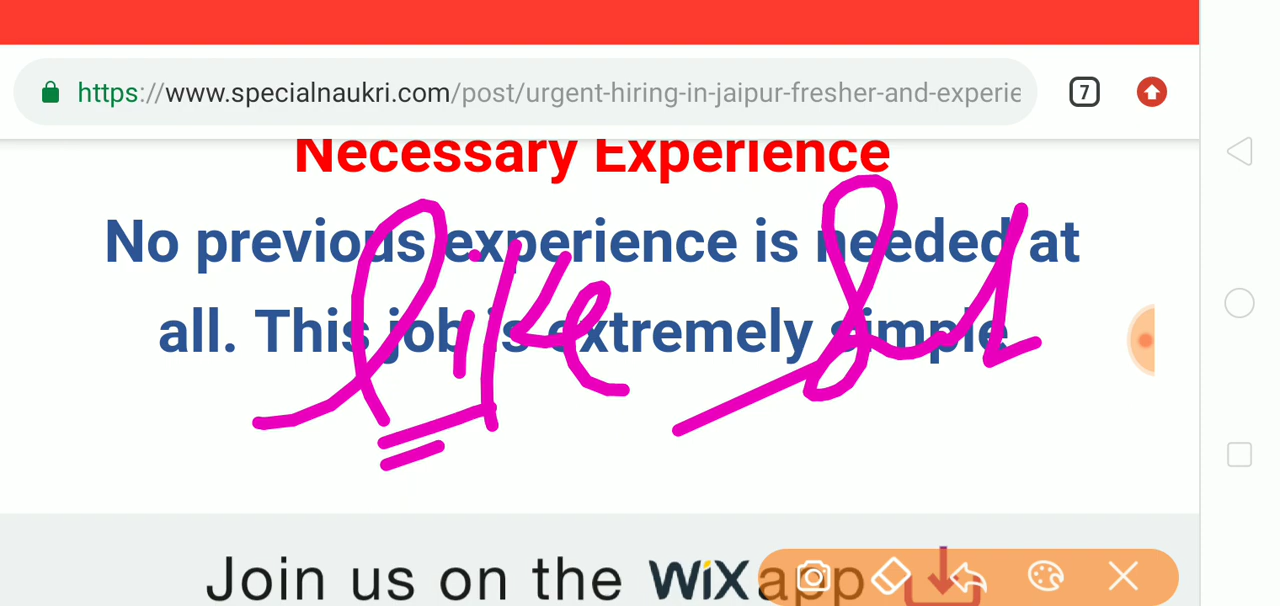 https://www.specialnaukri.com/post/urgent-hiring-in-jaipur-fresher-and-experie
7
Necessary Experience
No previous experience is needed at
all. This job is extremely simple
like
Join us on the WiX app